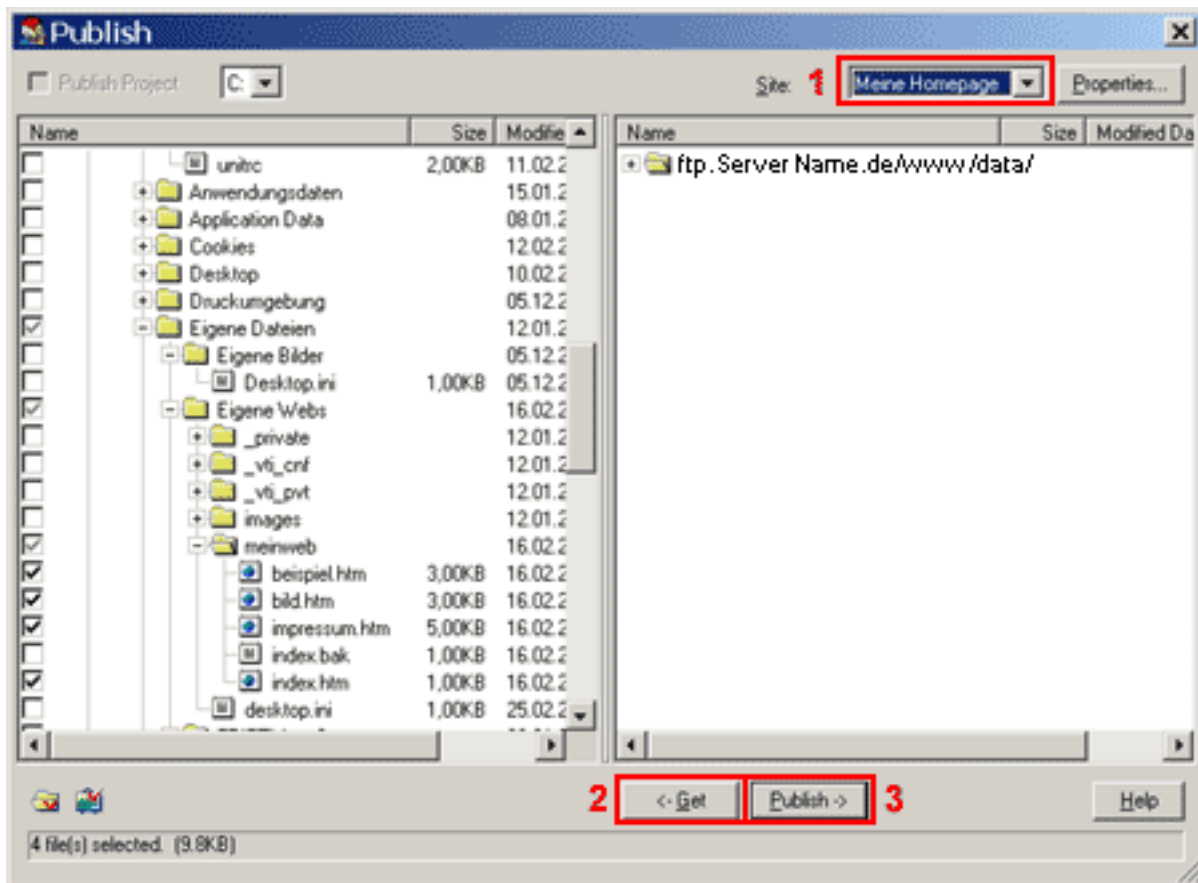 Publish
Publish Project C: Site: 1 Meine Homepage Properties...
Name Size Modifie Name Size Modified Da
unitrc 2,00KB 11.02.2 ftp.Server Name.de/www/data/
Anwendungsdaten 15.01.2
Application Data 08.01.2
Cookies 12.02.2
Desktop 10.02.2
Druckumgebung 05.12.2
Eigene Dateien 12.01.2
Eigene Bilder 05.12.2
Desktop.ini 1,00KB 05.12.2
Eigene Webs 16.02.2
_private 12.01.2
_vti_cnf 12.01.2
_vti_pvt 12.01.2
images 12.01.2
meinweb 16.02.2
beispiel.htm 3,00KB 16.02.2
bild.htm 3,00KB 16.02.2
impressum.htm 5,00KB 16.02.2
index.bak 1,00KB 16.02.2
index.htm 1,00KB 16.02.2
desktop.ini 1,00KB 25.02.2
2 <- Get Publish -> 3 Help
4 file(s) selected. (9.8KB)